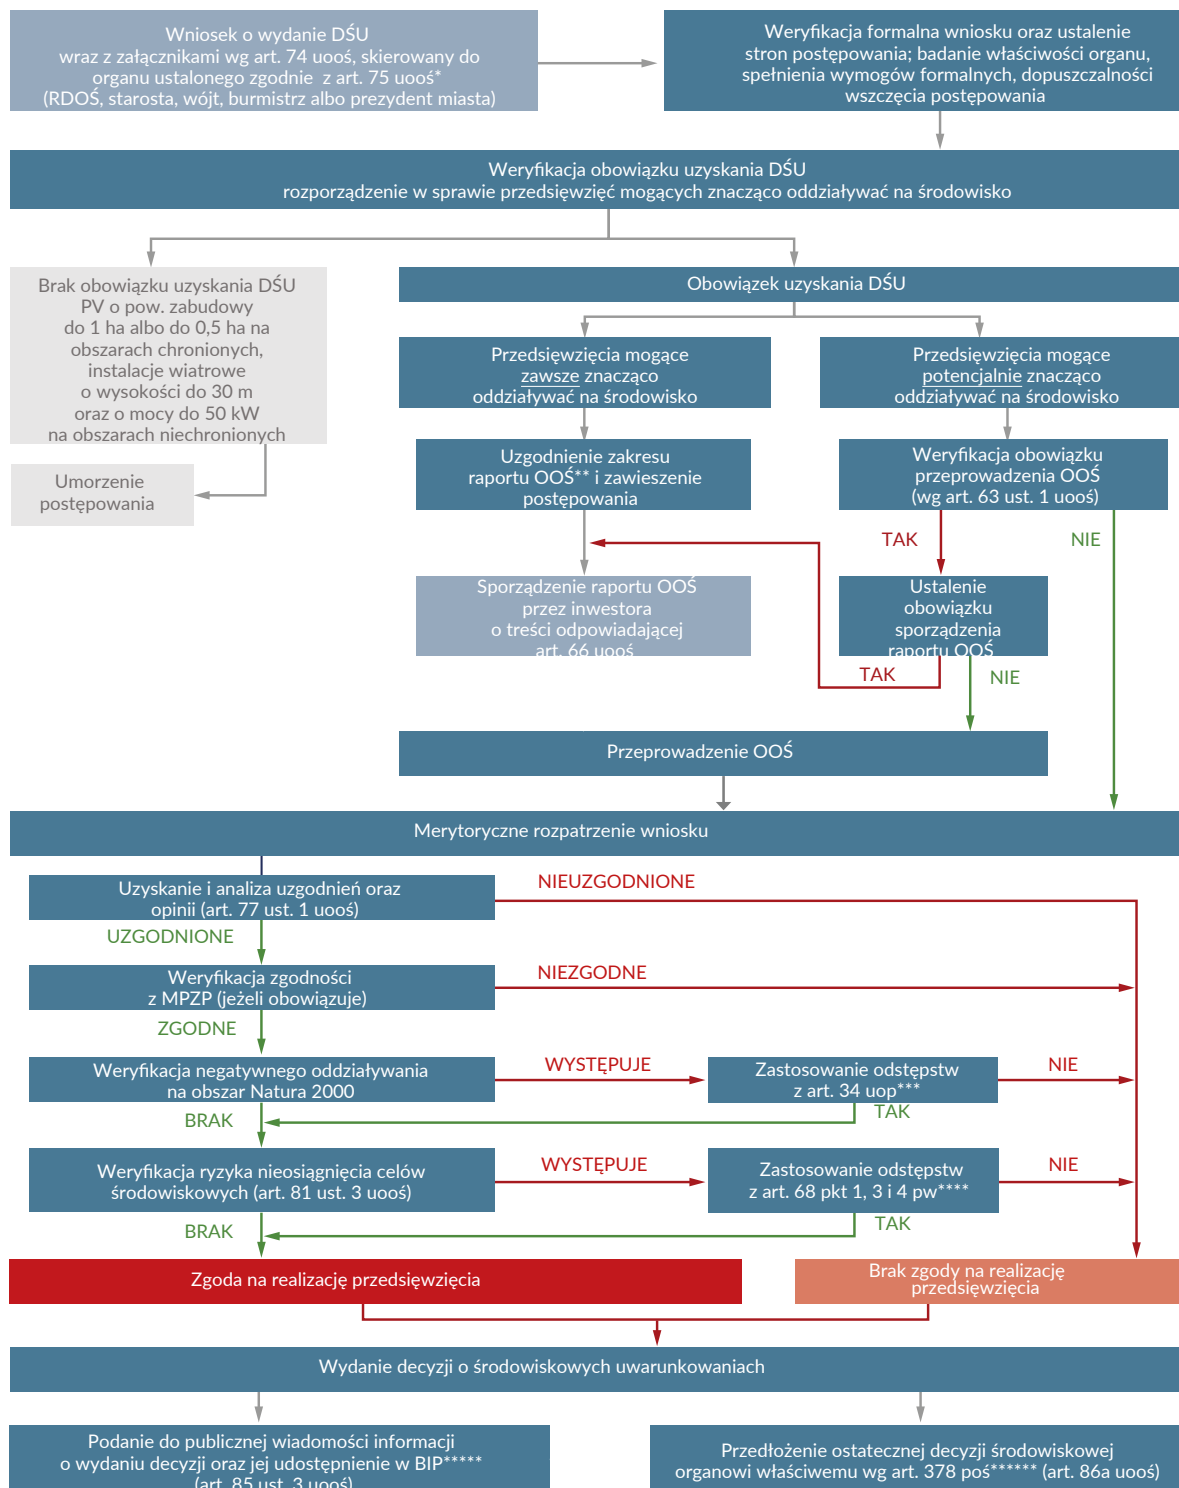 Wniosek o wydanie DŚU
wraz z załącznikami wg art. 74 uooś, skierowany do
organu ustalonego zgodnie z art. 75 uooś*
(RDOŚ, starosta, wójt, burmistrz albo prezydent miasta)
Weryfikacja formalna wniosku oraz ustalenie
stron postępowania; badanie właściwości organu,
spełnienia wymogów formalnych, dopuszczalności
wszczęcia postępowania
Weryfikacja obowiązku uzyskania DŚU
rozporządzenie w sprawie przedsięwzięć mogących znacząco oddziaływać na środowisko
Brak obowiązku uzyskania DŚU
PV o pow. zabudowy
do 1 ha albo do 0,5 ha na
obszarach chronionych,
instalacje wiatrowe
o wysokości do 30 m
oraz o mocy do 50 kW
na obszarach niechronionych
Umorzenie
postępowania
Obowiązek uzyskania DŚU
Przedsięwzięcia mogące
zawsze znacząco
oddziaływać na środowisko
Przedsięwzięcia mogące
potencjalnie znacząco
oddziaływać na środowisko
Uzgodnienie zakresu
raportu OOŚ** i zawieszenie
postępowania
Weryfikacja obowiązku
przeprowadzenia OOŚ
(wg art. 63 ust. 1 uooś)
TAK
NIE
Sporządzenie raportu OOŚ
przez inwestora
o treści odpowiadającej
art. 66 uooś
Ustalenie
obowiązku
sporządzenia
raportu OOŚ
TAK
NIE
Przeprowadzenie OOŚ
Merytoryczne rozpatrzenie wniosku
Uzyskanie i analiza uzgodnień oraz
opinii (art. 77 ust. 1 uooś)
NIEUZGODNIONE
UZGODNIONE
Weryfikacja zgodności
z MPZP (jeżeli obowiązuje)
NIEZGODNE
ZGODNE
Weryfikacja negatywnego oddziaływania
na obszar Natura 2000
WYSTĘPUJE
Zastosowanie odstępstw
z art. 34 uop***
NIE
BRAK
TAK
Weryfikacja ryzyka nieosiągnięcia celów
środowiskowych (art. 81 ust. 3 uooś)
WYSTĘPUJE
Zastosowanie odstępstw
z art. 68 pkt 1, 3 i 4 pw****
NIE
BRAK
TAK
Zgoda na realizację przedsięwzięcia
Brak zgody na realizację
przedsięwzięcia
Wydanie decyzji o środowiskowych uwarunkowaniach
Podanie do publicznej wiadomości informacji
o wydaniu decyzji oraz jej udostępnienie w BIP*****
(art. 85 ust. 3 uooś)
Przedłożenie ostatecznej decyzji środowiskowej
organowi właściwemu wg art. 378 poś****** (art. 86a uooś)